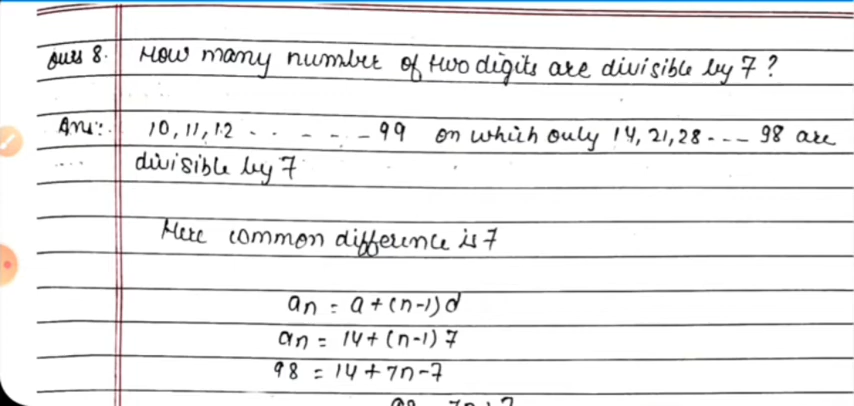 Ques 8. How many number of two digits are divisible by 7 ?
Ans:. 10, 11, 12 . . - - - - 99 on which only 14, 21, 28 - - - 98 are
divisible by 7
Here common difference is 7
an = a + (n-1) d
an = 14 + (n-1) 7
98 = 14 + 7n - 7